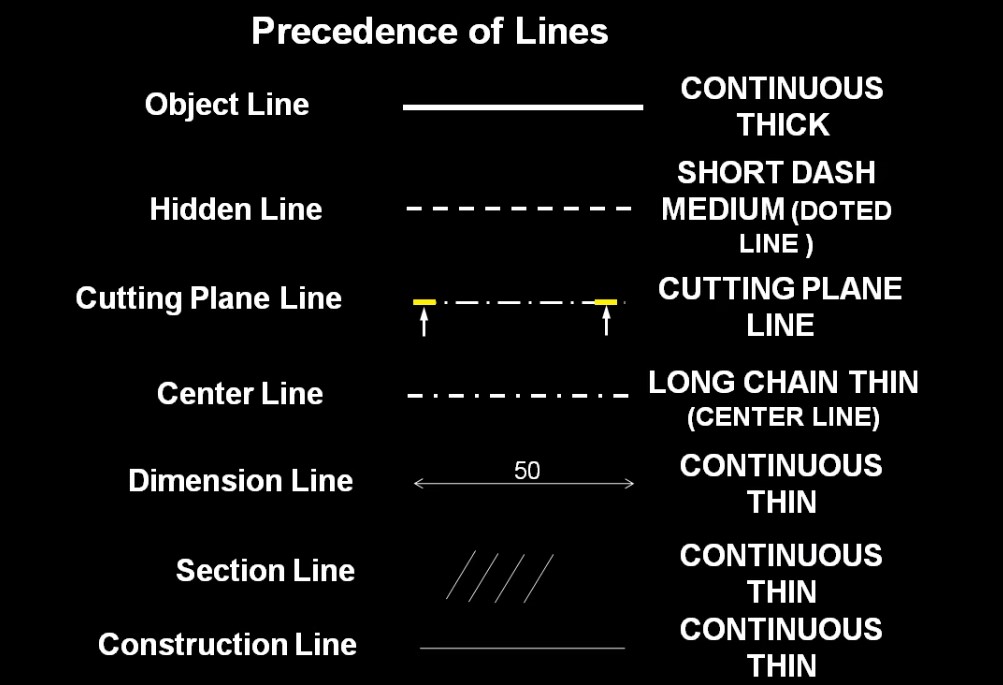 Precedence of Lines
Object Line
CONTINUOUS
THICK
Hidden Line
SHORT DASH
MEDIUM (DOTED
LINE )
Cutting Plane Line
CUTTING PLANE
LINE
Center Line
LONG CHAIN THIN
(CENTER LINE)
Dimension Line
50
CONTINUOUS
THIN
Section Line
CONTINUOUS
THIN
Construction Line
CONTINUOUS
THIN